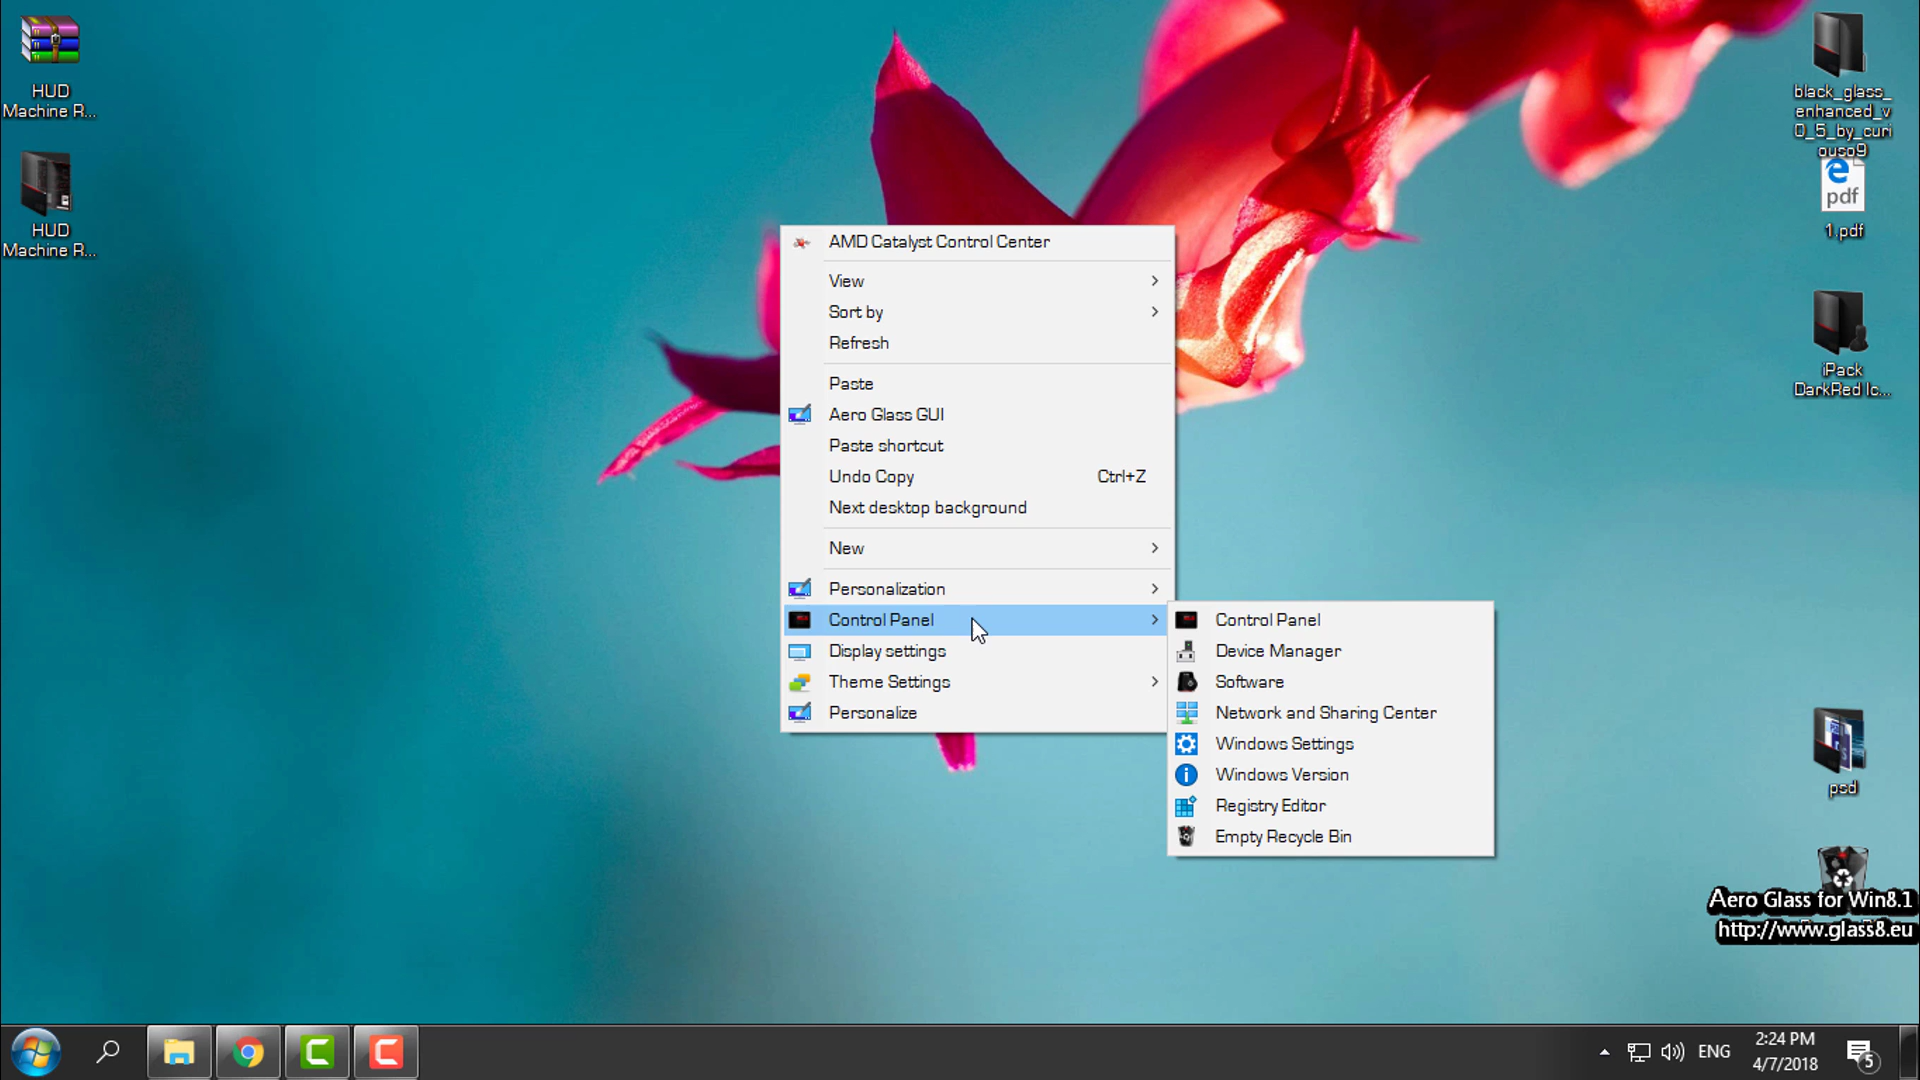 HUD
Machine R...
HUD
Machine R...
black_glass_
enhanced_v
0_5_by_curi
ouso9
pdf
1.pdf
iPack
DarkRed Ic...
psd
Aero Glass for Win8.1
http://www.glass8.eu
AMD Catalyst Control Center
View
Sort by
Refresh
Paste
Aero Glass GUI
Paste shortcut
Undo Copy Ctrl+Z
Next desktop background
New
Personalization
Control Panel
Display settings
Theme Settings
Personalize
Control Panel
Device Manager
Software
Network and Sharing Center
Windows Settings
Windows Version
Registry Editor
Empty Recycle Bin
ENG
2:24 PM
4/7/2018
5